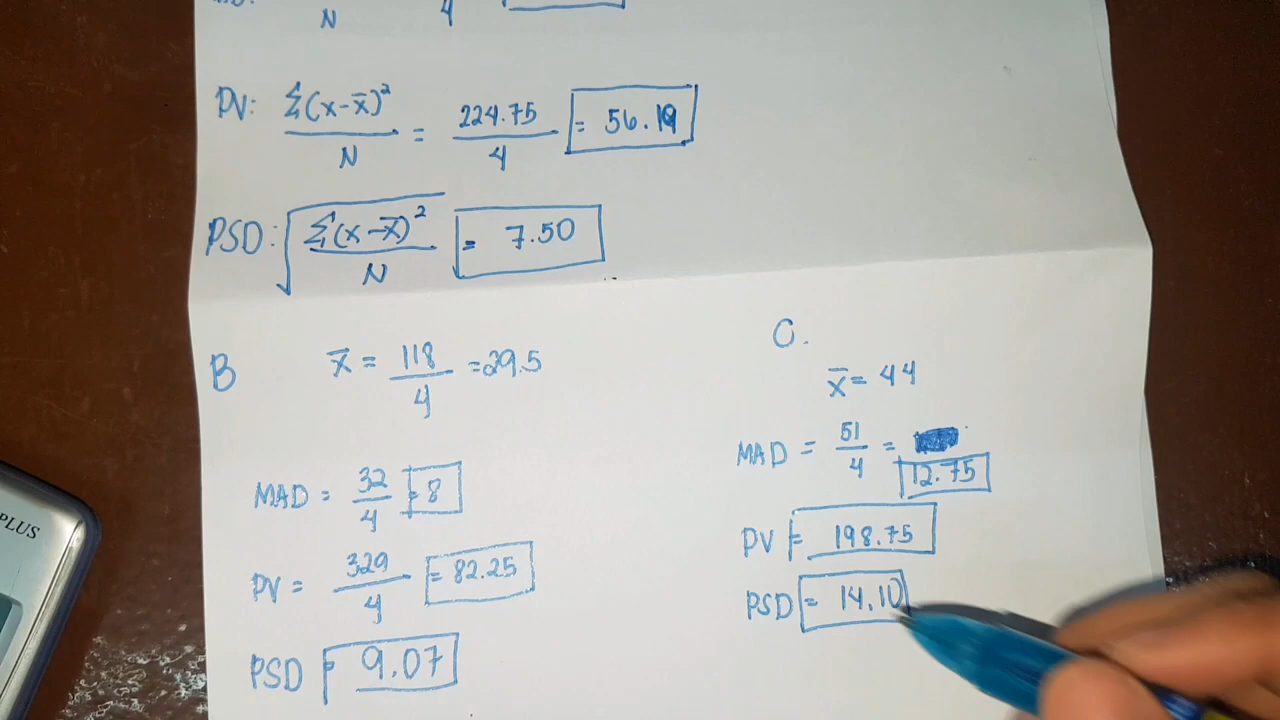 N 4
PV: Σ(x-x̄)² / N = 224.75 / 4 = 56.19
PSD: √(Σ(x-x̄)² / N) = 7.50
B x̄ = 118 / 4 = 29.5
MAD = 32 / 4 = 8
PV = 329 / 4 = 82.25
PSD = 9.07
C.
x̄ = 44
MAD = 51 / 4 = 12.75
PV = 198.75
PSD = 14.10
PLUS